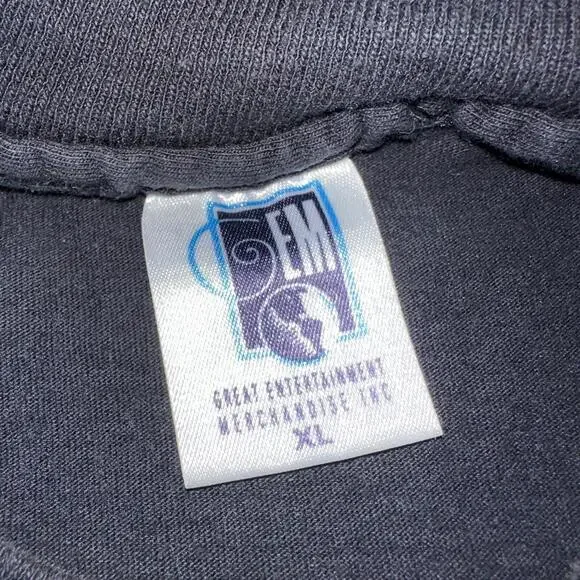 GEM
GREAT ENTERTAINMENT
MERCHANDISE INC
XL